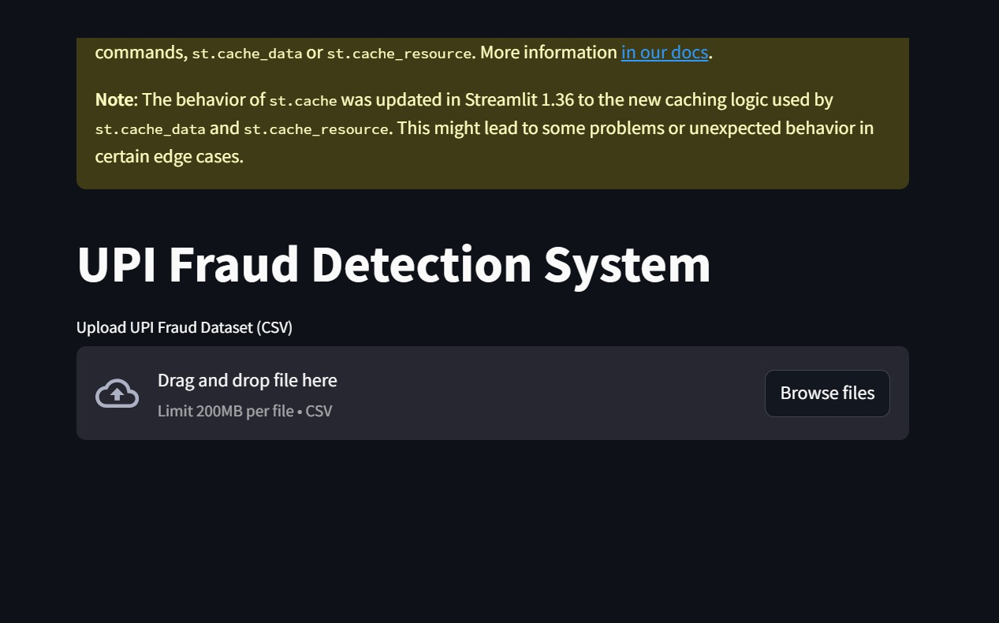 commands, st.cache_data or st.cache_resource. More information in our docs.
Note: The behavior of st.cache was updated in Streamlit 1.36 to the new caching logic used by
st.cache_data and st.cache_resource. This might lead to some problems or unexpected behavior in
certain edge cases.
UPI Fraud Detection System
Upload UPI Fraud Dataset (CSV)
Drag and drop file here
Limit 200MB per file • CSV
Browse files